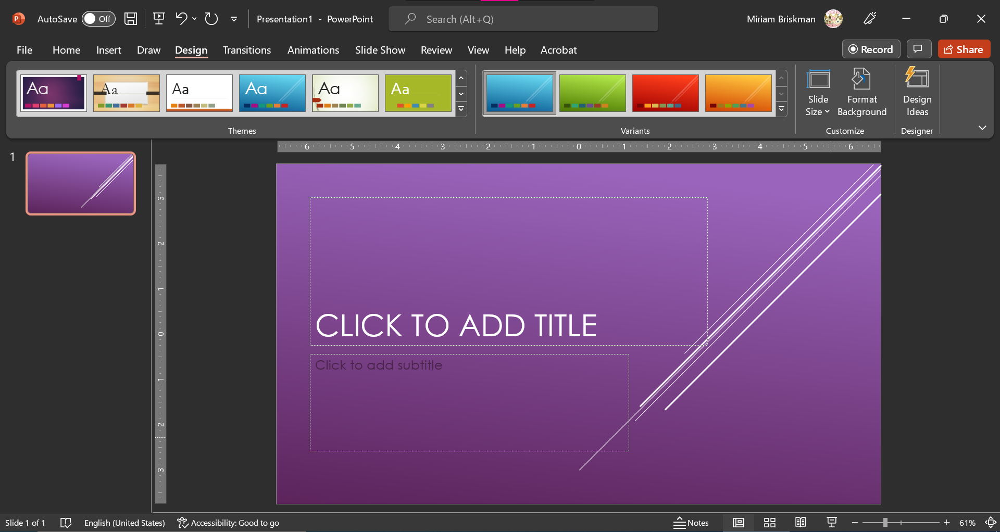 AutoSave Off Presentation1 - PowerPoint Search (Alt+Q) Miriam Briskman
File Home Insert Draw Design Transitions Animations Slide Show Review View Help Acrobat Record Share
Aa Aa Aa Aa Aa Aa
Slide Size Format Background Design Ideas
Themes Variants Customize Designer
6 5 4 3 2 1 0 1 2 3 4 5 6
1
3
2
1
0
1
2
3
CLICK TO ADD TITLE
Click to add subtitle
Slide 1 of 1 English (United States) Accessibility: Good to go Notes 61%